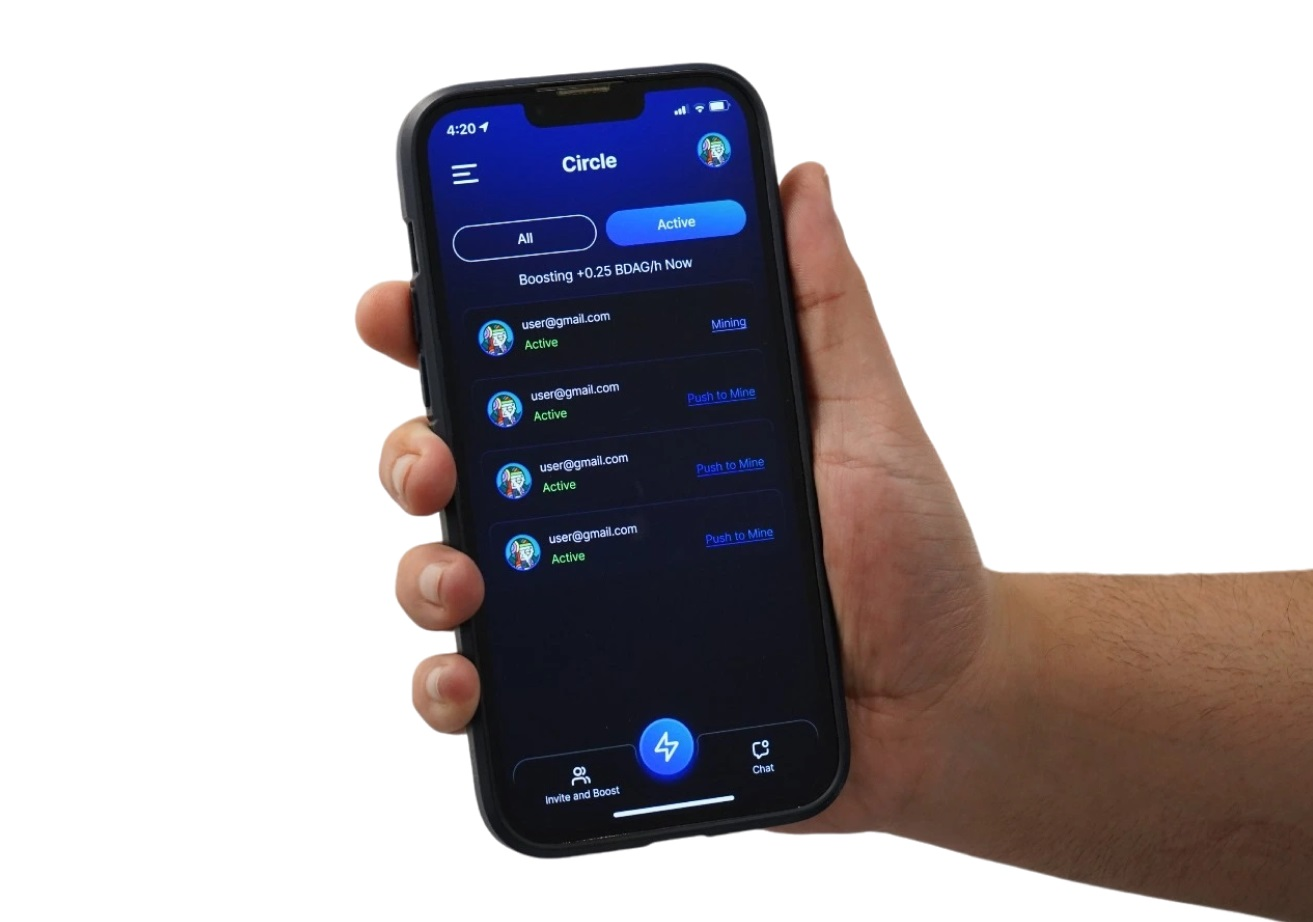 4:20
Circle
All
Active
Boosting +0.25 BDAG/h Now
user@gmail.com
Mining
Active
user@gmail.com
Push to Mine
Active
user@gmail.com
Push to Mine
Active
user@gmail.com
Push to Mine
Active
Invite and Boost
Chat